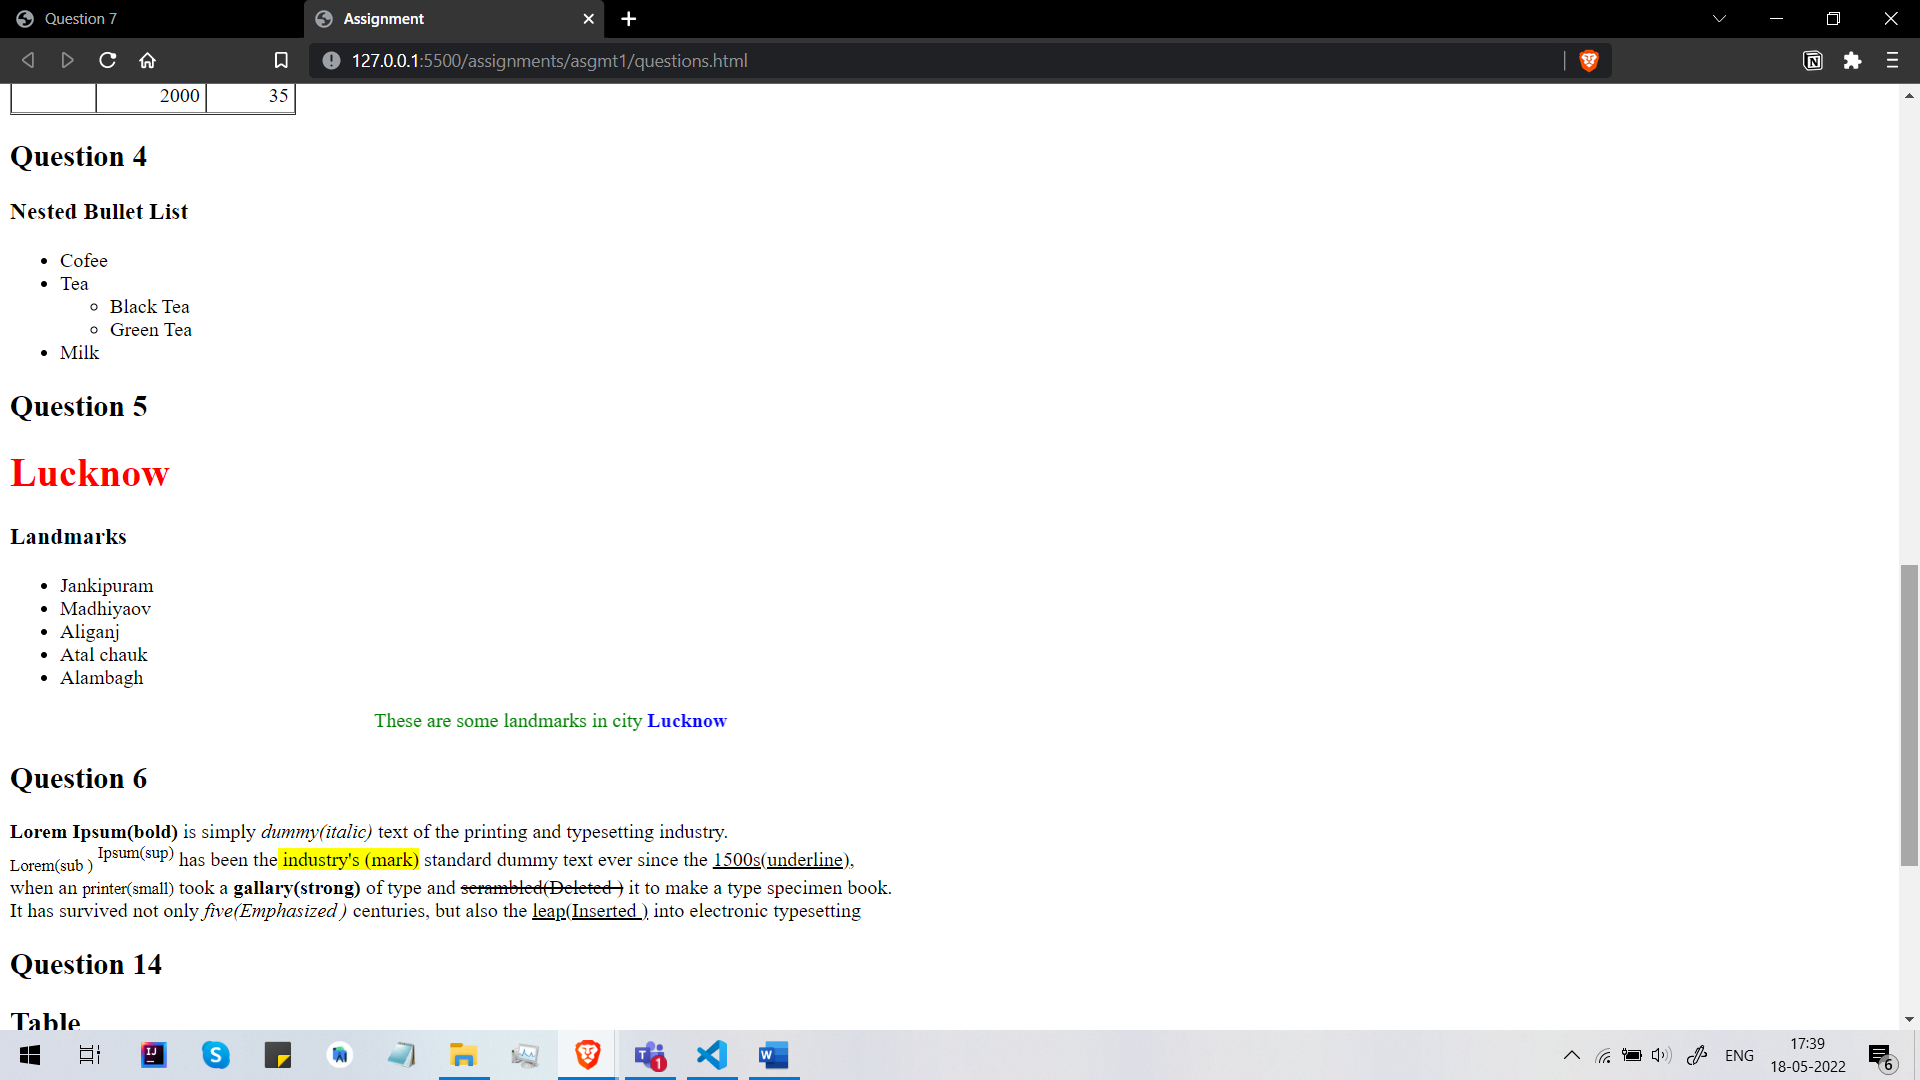 Question 7
Assignment
127.0.0.1:5500/assignments/asgmt1/questions.html
2000 35
Question 4
Nested Bullet List
Cofee
Tea
Black Tea
Green Tea
Milk
Question 5
Lucknow
Landmarks
Jankipuram
Madhiyaov
Aliganj
Atal chauk
Alambagh
These are some landmarks in city Lucknow
Question 6
Lorem Ipsum(bold) is simply dummy(italic) text of the printing and typesetting industry.
Lorem(sub ) Ipsum(sup) has been the industry's (mark) standard dummy text ever since the 1500s(underline),
when an printer(small) took a gallary(strong) of type and scrambled(Deleted ) it to make a type specimen book.
It has survived not only five(Emphasized ) centuries, but also the leap(Inserted ) into electronic typesetting
Question 14
Table
ENG
17:39
18-05-2022
6
1